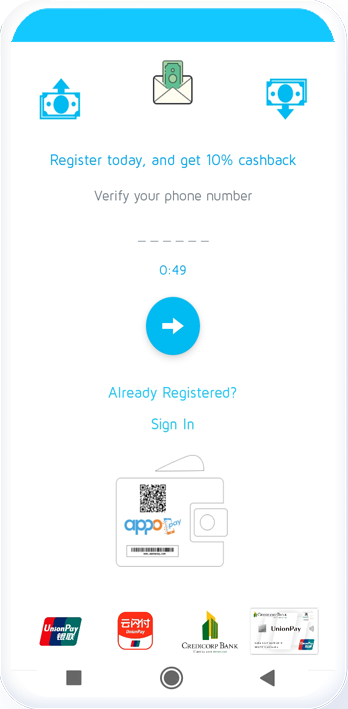 Register today, and get 10% cashback
Verify your phone number
0:49
Already Registered?
Sign In
appo pay
UnionPay
银联
云闪付
UnionPay
CREDICORP BANK
CREDICORP BANK
UnionPay